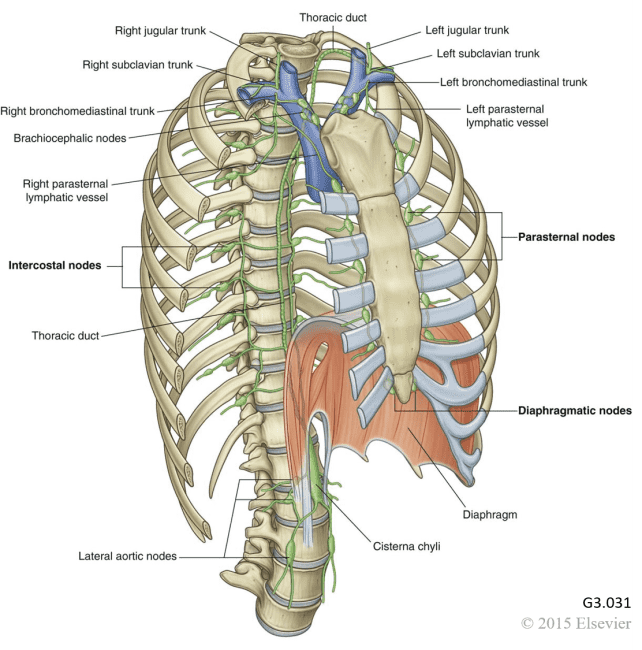 Thoracic duct
Right jugular trunk
Left jugular trunk
Right subclavian trunk
Left subclavian trunk
Left bronchomediastinal trunk
Right bronchomediastinal trunk
Left parasternal
lymphatic vessel
Brachiocephalic nodes
Right parasternal
lymphatic vessel
Parasternal nodes
Intercostal nodes
Thoracic duct
Diaphragmatic nodes
Diaphragm
Cisterna chyli
Lateral aortic nodes
G3.031
© 2015 Elsevier